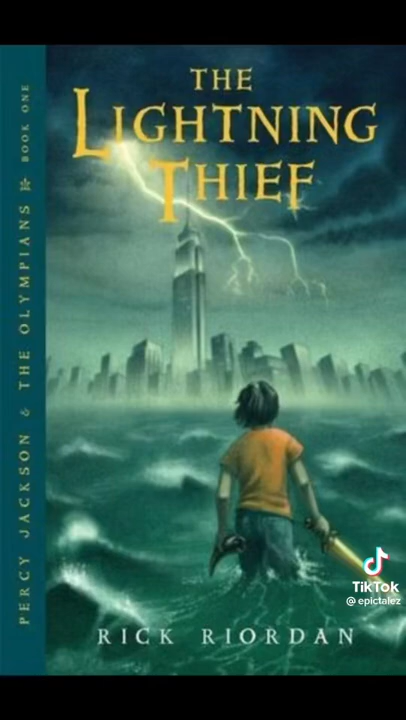 THE
LIGHTNING
THIEF
PERCY JACKSON & THE OLYMPIANS BOOK ONE
RICK RIORDAN
TikTok
@ epictalez